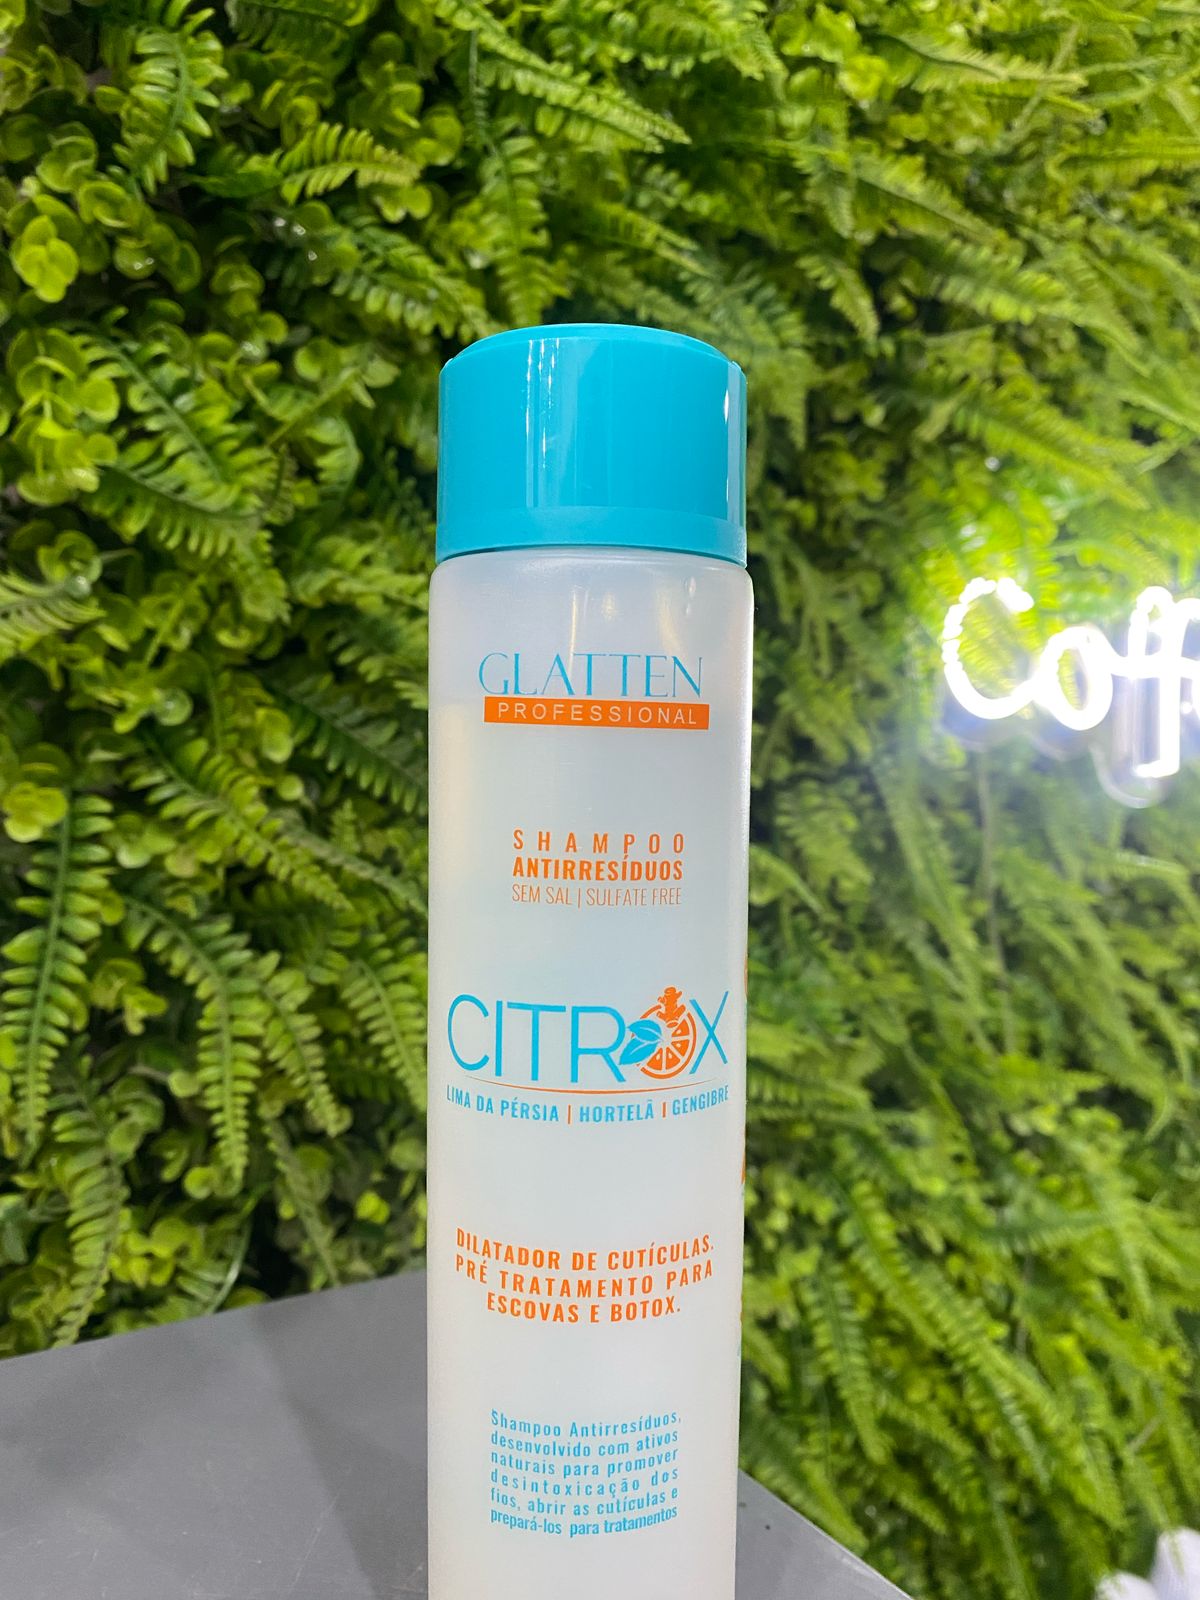 GLATTEN
PROFESSIONAL
SHAMPOO
ANTIRRESÍDUOS
SEM SAL | SULFATE FREE
CITROX
LIMA DA PÉRSIA | HORTELÃ | GENGIBRE
DILATADOR DE CUTÍCULAS.
PRÉ TRATAMENTO PARA
ESCOVAS E BOTOX.
Shampoo Antirresíduos,
desenvolvido com ativos
naturais para promover
desintoxicação dos
fios, abrir as cutículas e
prepará-los para tratamentos
Coff